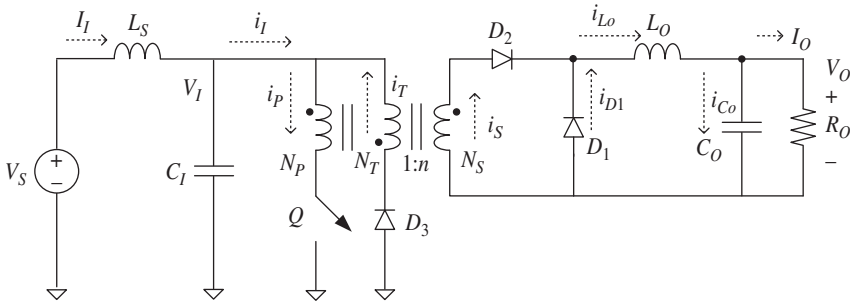 I_I L_S i_I D_2 i_Lo L_O I_O
V_I i_P i_T i_S i_D1 i_Co V_O
+
R_O
N_P N_T 1:n N_S D_1 C_O –
V_S + – C_I
Q D_3